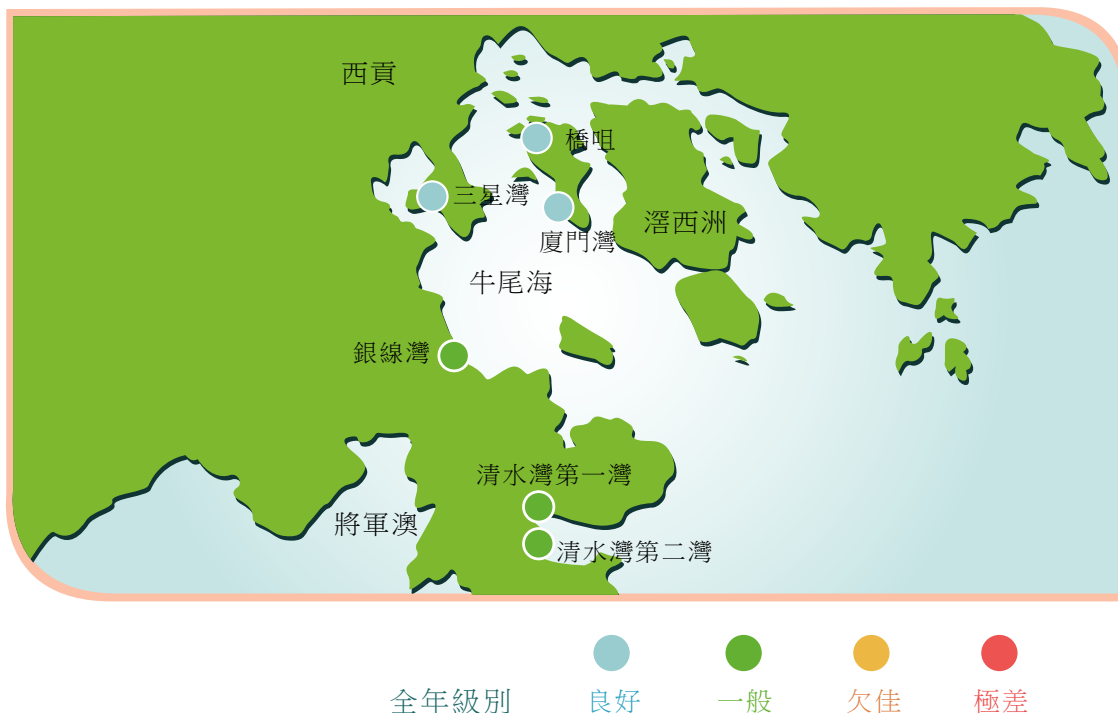 西貢
橋咀
三星灣
滘西洲
廈門灣
牛尾海
銀線灣
清水灣第一灣
將軍澳
清水灣第二灣
全年級別
良好
一般
欠佳
極差